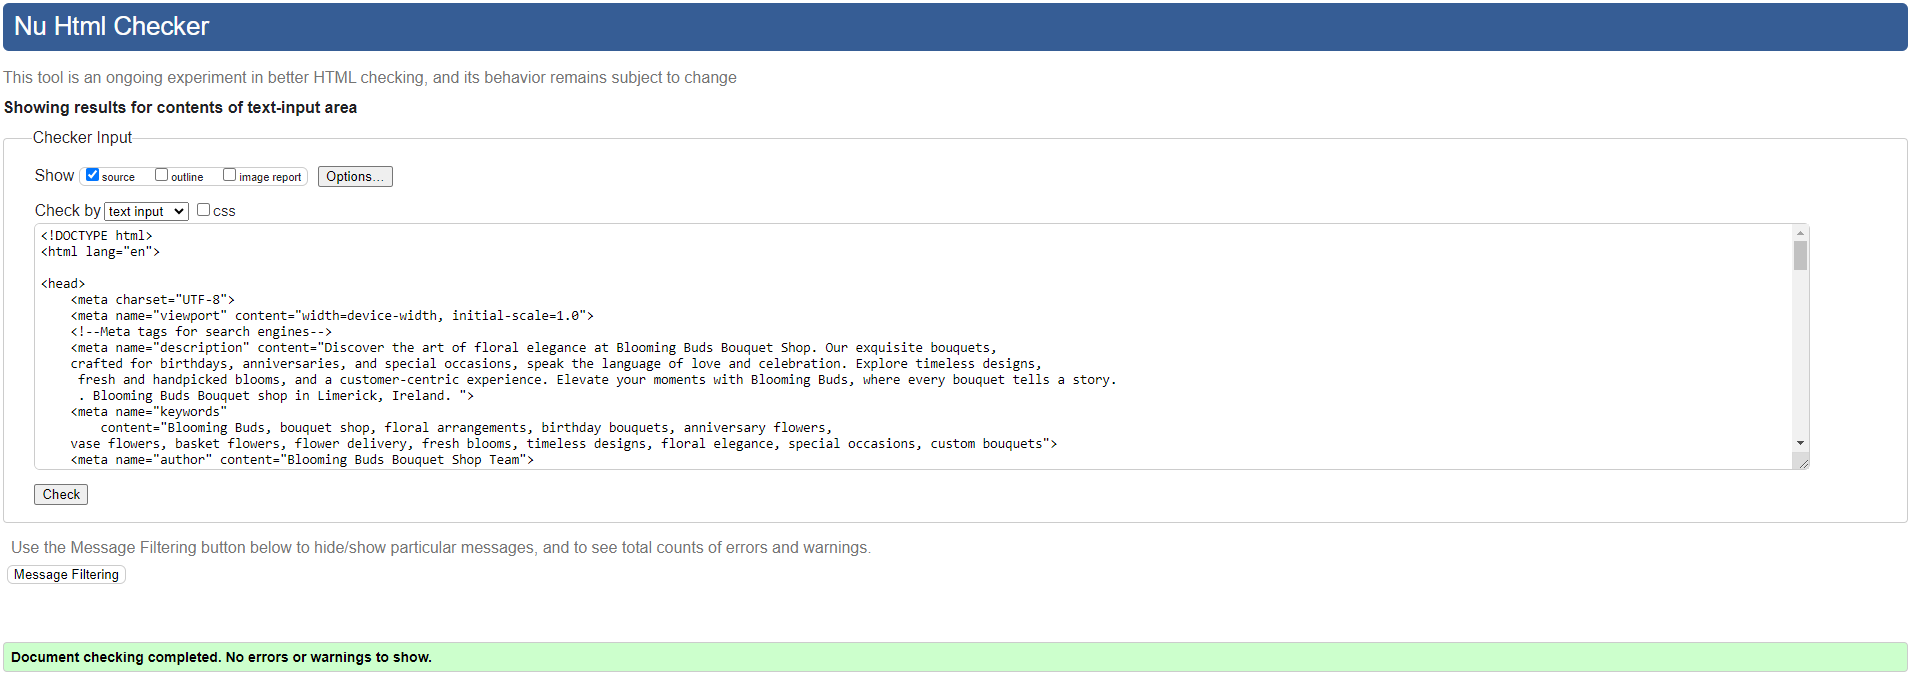 Nu Html Checker
This tool is an ongoing experiment in better HTML checking, and its behavior remains subject to change
Showing results for contents of text-input area
Checker Input
Show source outline image report Options...
Check by text input css
<!DOCTYPE html>
<html lang="en">
<head>
<meta charset="UTF-8">
<meta name="viewport" content="width=device-width, initial-scale=1.0">
<!--Meta tags for search engines-->
<meta name="description" content="Discover the art of floral elegance at Blooming Buds Bouquet Shop. Our exquisite bouquets,
crafted for birthdays, anniversaries, and special occasions, speak the language of love and celebration. Explore timeless designs,
fresh and handpicked blooms, and a customer-centric experience. Elevate your moments with Blooming Buds, where every bouquet tells a story.
. Blooming Buds Bouquet shop in Limerick, Ireland. ">
<meta name="keywords"
content="Blooming Buds, bouquet shop, floral arrangements, birthday bouquets, anniversary flowers,
vase flowers, basket flowers, flower delivery, fresh blooms, timeless designs, floral elegance, special occasions, custom bouquets">
<meta name="author" content="Blooming Buds Bouquet Shop Team">
Check
Use the Message Filtering button below to hide/show particular messages, and to see total counts of errors and warnings.
Message Filtering
Document checking completed. No errors or warnings to show.